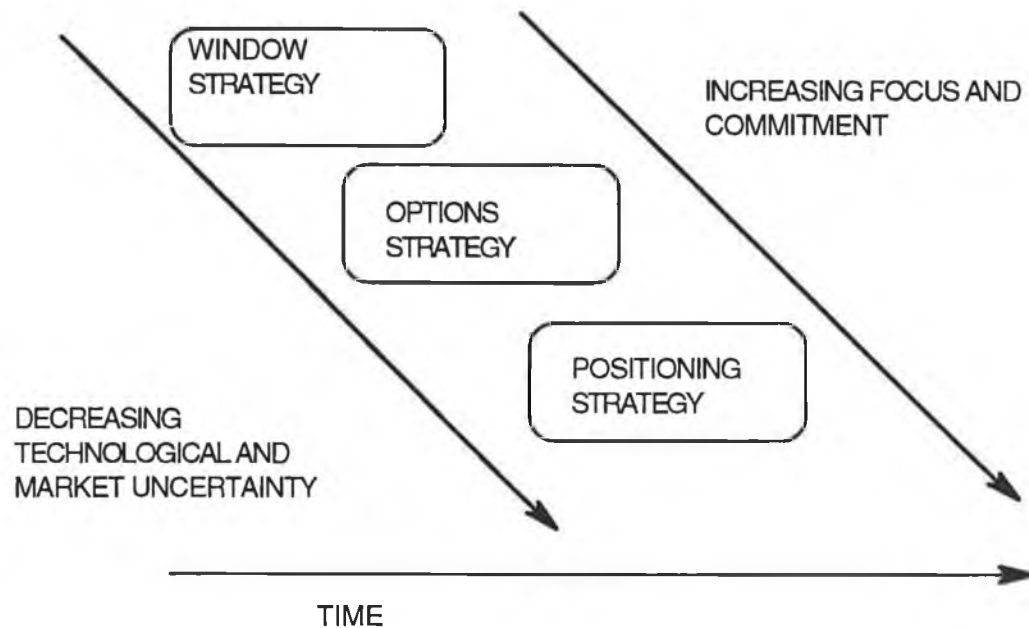 WINDOW
STRATEGY
INCREASING FOCUS AND
COMMITMENT
OPTIONS
STRATEGY
POSITIONING
STRATEGY
DECREASING
TECHNOLOGICAL AND
MARKET UNCERTAINTY
TIME